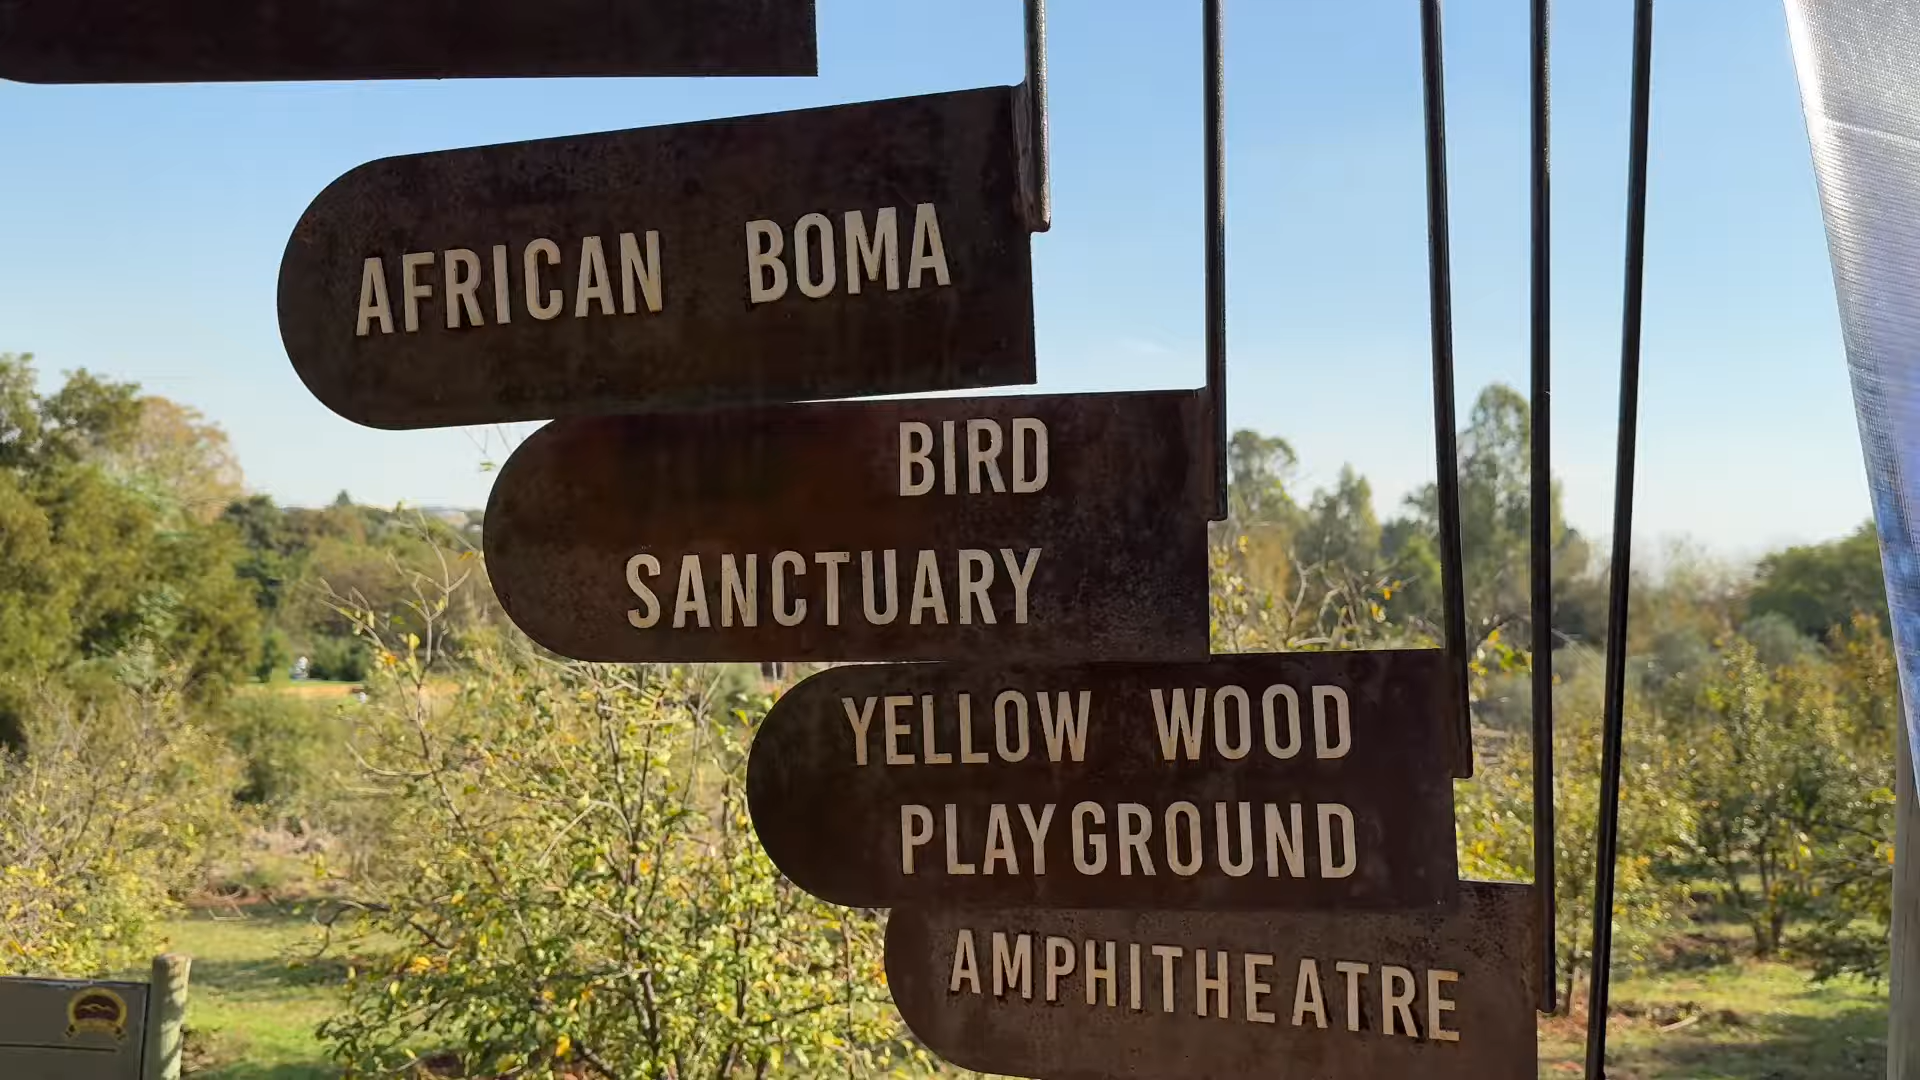 AFRICAN BOMA
BIRD
SANCTUARY
YELLOW WOOD
PLAYGROUND
AMPHITHEATRE